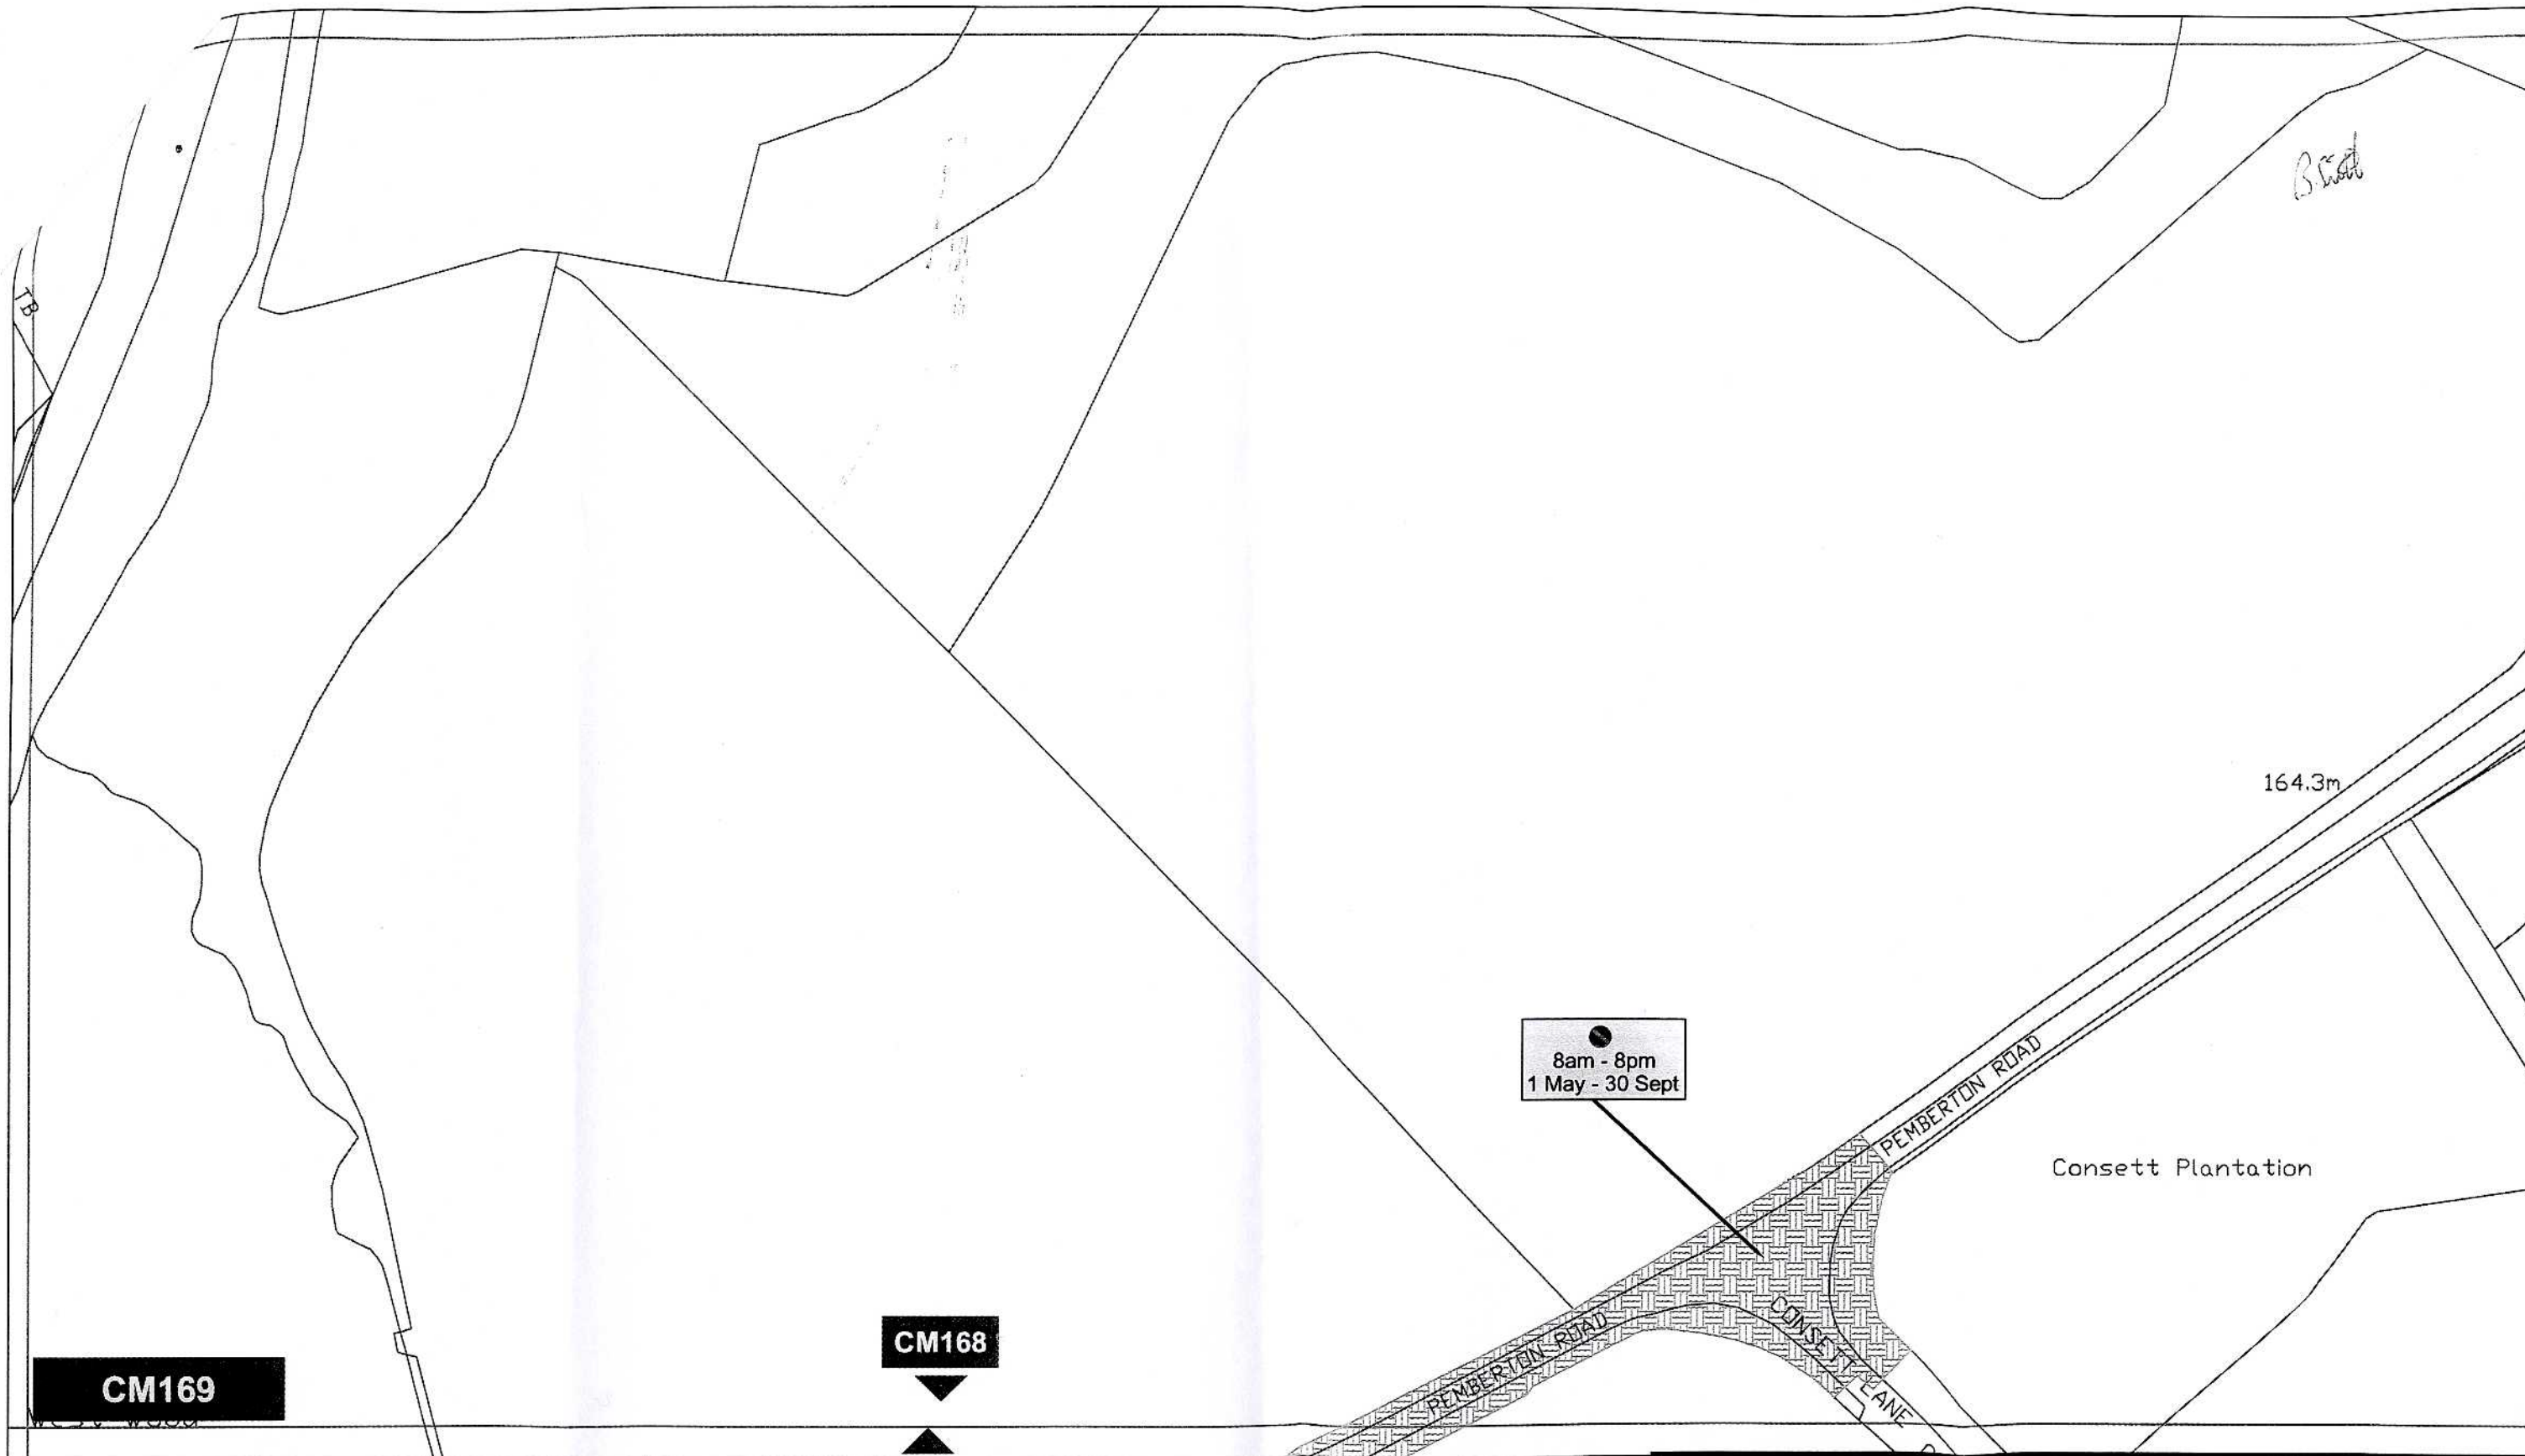 TB
164.3m
8am - 8pm
1 May - 30 Sept
PEMBERTON ROAD
Consett Plantation
PEMBERTON ROAD
CONSETT LANE
CM168
CM169